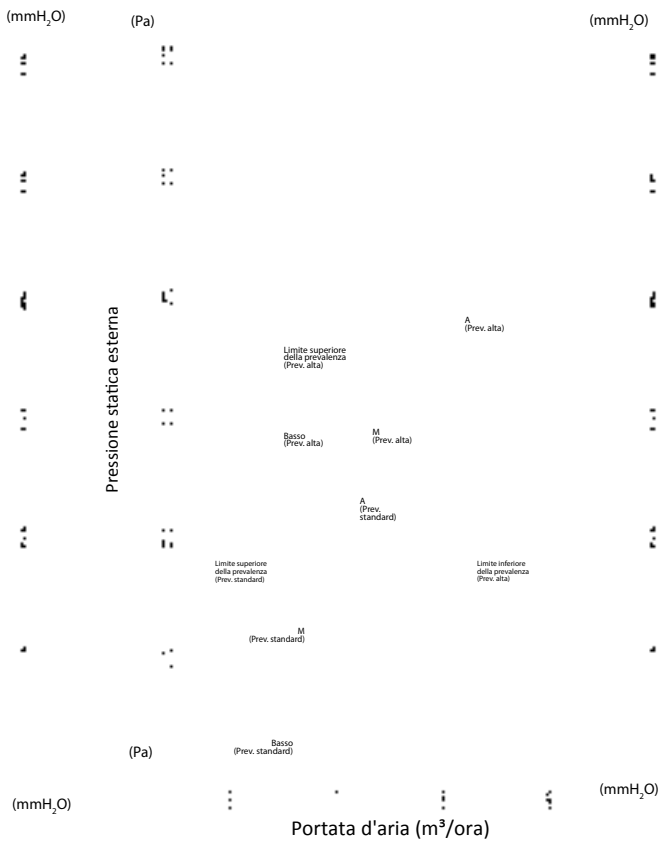 (mmH₂O)
(Pa)
(mmH₂O)
Pressione statica esterna
A
(Prev. alta)
Limite superiore
della prevalenza
(Prev. alta)
Basso
(Prev. alta)
M
(Prev. alta)
A
(Prev.
standard)
Limite superiore
della prevalenza
(Prev. standard)
Limite inferiore
della prevalenza
(Prev. alta)
M
(Prev. standard)
Basso
(Prev. standard)
(Pa)
(mmH₂O)
(mmH₂O)
Portata d'aria (m³/ora)